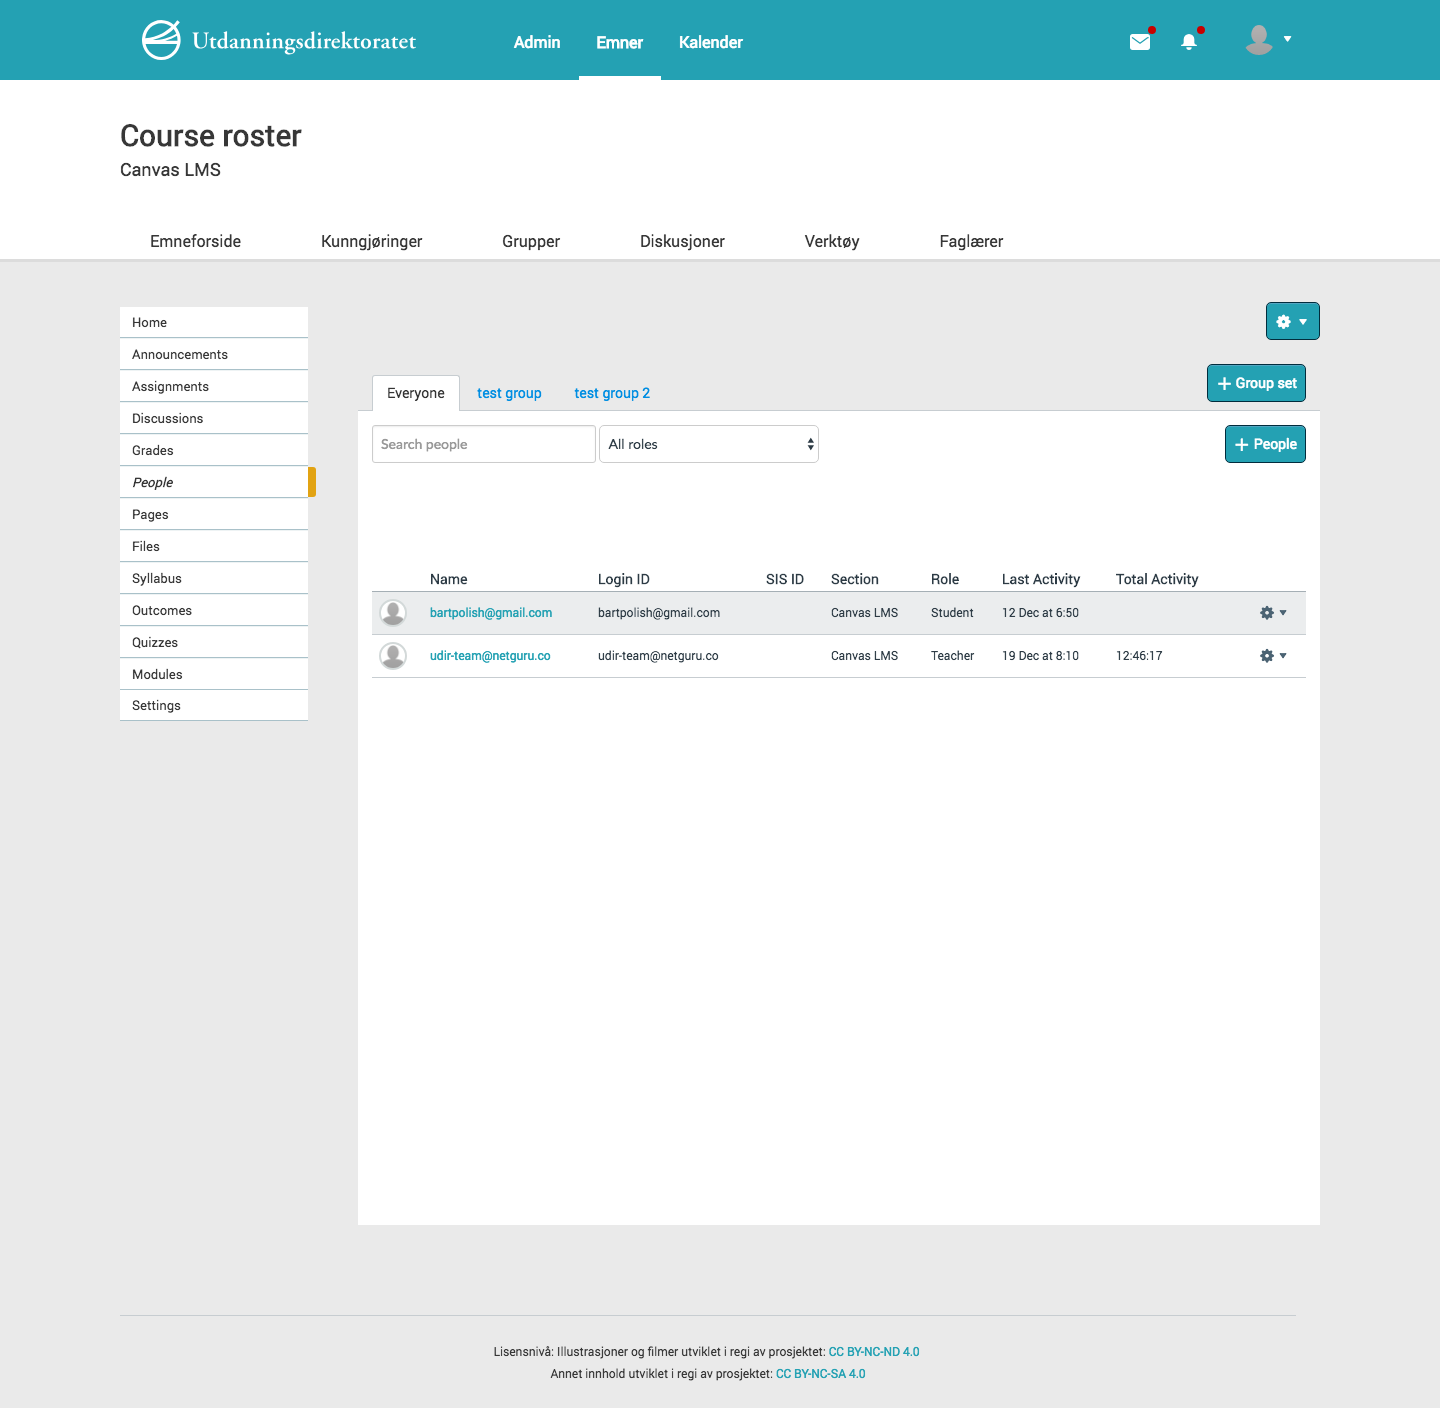 Utdanningsdirektoratet
Admin Emner Kalender
Course roster
Canvas LMS
Emneforside Kunngjøringer Grupper Diskusjoner Verktøy Faglærer
Home
Announcements
Assignments
Discussions
Grades
People
Pages
Files
Syllabus
Outcomes
Quizzes
Modules
Settings
Everyone test group test group 2
+ Group set
Search people All roles
+ People
Name Login ID SIS ID Section Role Last Activity Total Activity
bartpolish@gmail.com bartpolish@gmail.com Canvas LMS Student 12 Dec at 6:50
udir-team@netguru.co udir-team@netguru.co Canvas LMS Teacher 19 Dec at 8:10 12:46:17
Lisensnivå: Illustrasjoner og filmer utviklet i regi av prosjektet: CC BY-NC-ND 4.0
Annet innhold utviklet i regi av prosjektet: CC BY-NC-SA 4.0